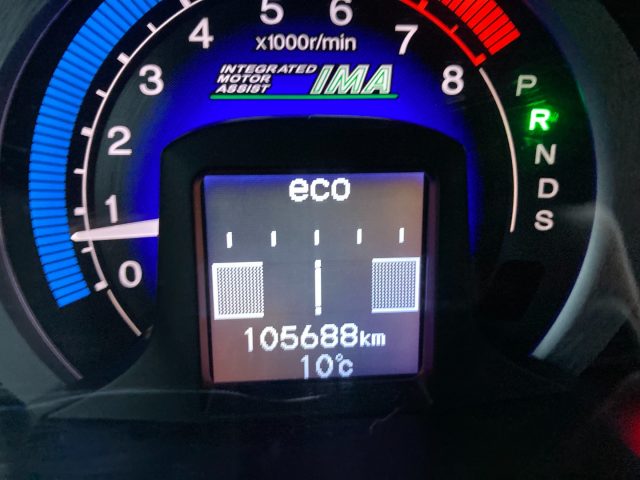 5
6
4
x1000r/min
7
3
INTEGRATED
MOTOR
ASSIST
IMA
8
P
R
N
D
S
2
1
0
eco
105688km
10℃